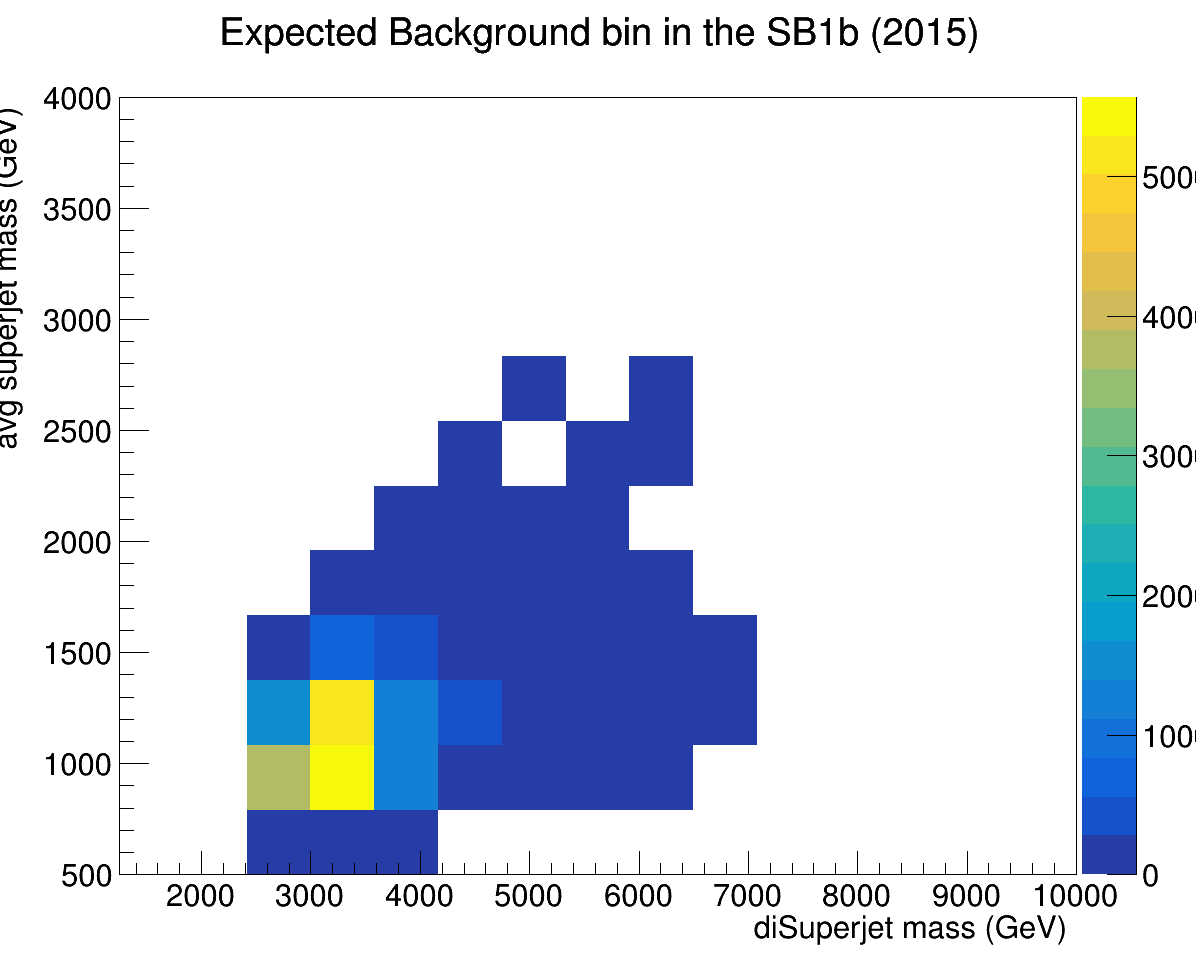 Expected Background bin in the SB1b (2015)
avg superjet mass (GeV)
4000
3500
3000
2500
2000
1500
1000
500
2000 3000 4000 5000 6000 7000 8000 9000 10000
diSuperjet mass (GeV)
0